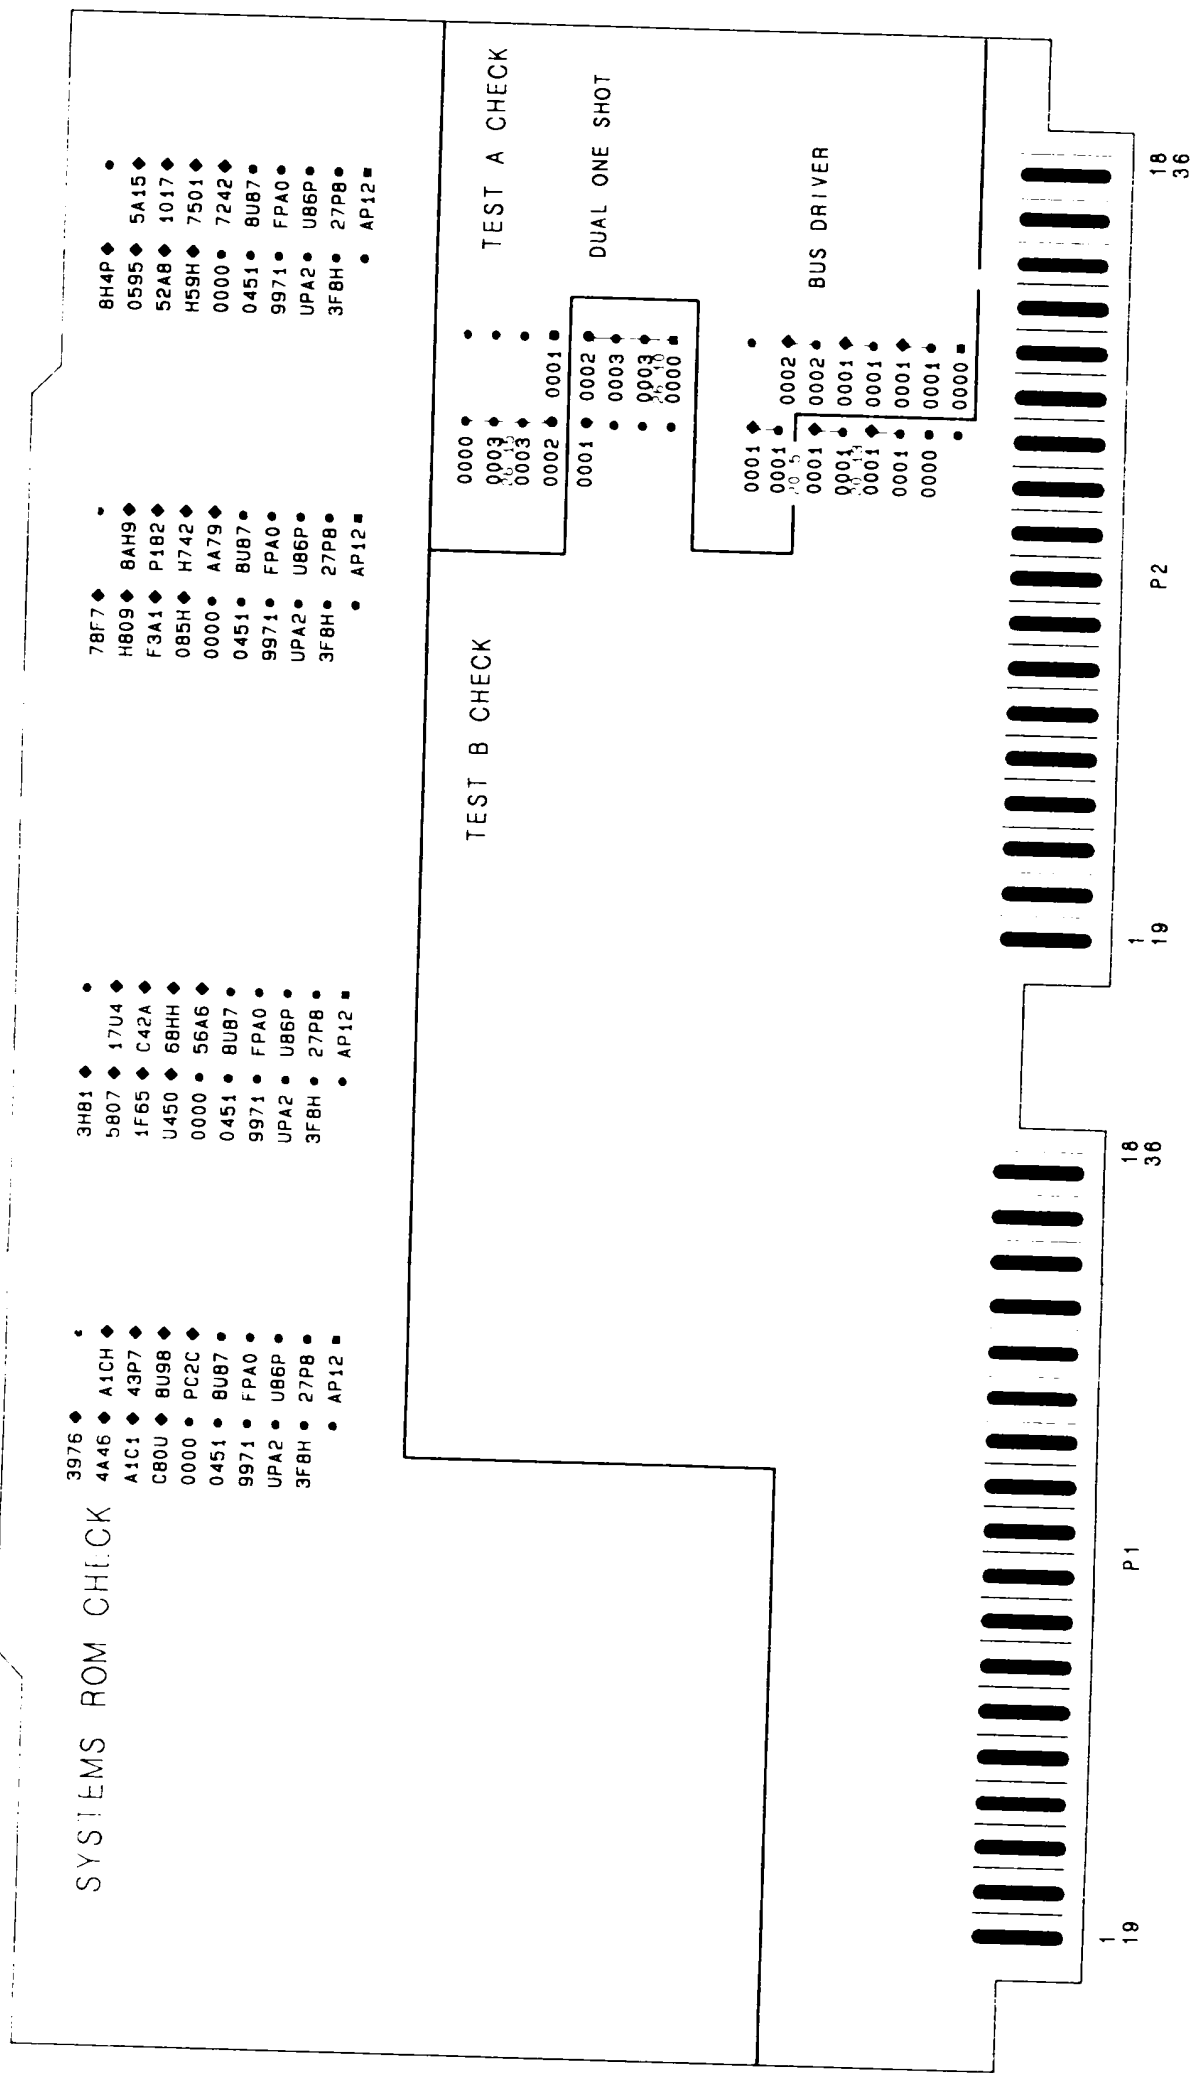 SYSTEMS ROM CHECK
3976
4A46 A1CH
A1C1 43P7
C80U 8U98
0000 PC2C
0451 8U87
9971 FPA0
UPA2 U86P
3F8H 27P8
AP12
3H81
5807 17U4
1F65 C42A
U450 68HH
0000 56A6
0451 8U87
9971 FPA0
UPA2 U86P
3F8H 27P8
AP12
78F7
H809 8AH9
F3A1 P182
085H H742
0000 AA79
0451 8U87
9971 FPA0
UPA2 U86P
3F8H 27P8
AP12
8H4P
0595 5A15
52A8 1017
H59H 7501
0000 7242
0451 8U87
9971 FPA0
UPA2 U86P
3F8H 27P8
AP12
TEST B CHECK
TEST A CHECK
0000
0003
0003
0002 0001
DUAL ONE SHOT
0001 0002
0003
0003
0000
BUS DRIVER
0001
0001 0002
0001 0002
0001 0001
0001 0001
0001 0001
0000 0001
0000
1 18
19 36
P1
1 18
19 36
P2